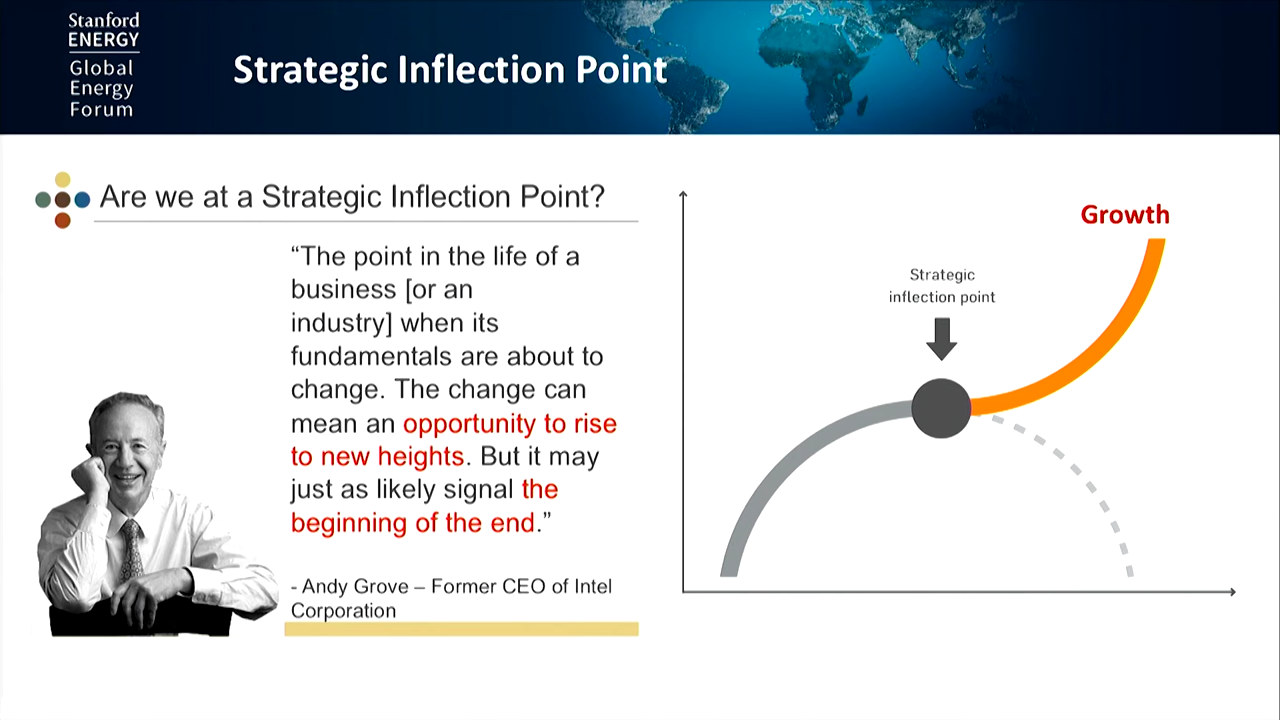 Stanford
ENERGY
Global
Energy
Forum
Strategic Inflection Point
Are we at a Strategic Inflection Point?
“The point in the life of a
business [or an
industry] when its
fundamentals are about to
change. The change can
mean an opportunity to rise
to new heights. But it may
just as likely signal the
beginning of the end.”
- Andy Grove – Former CEO of Intel
Corporation
Growth
Strategic
inflection point